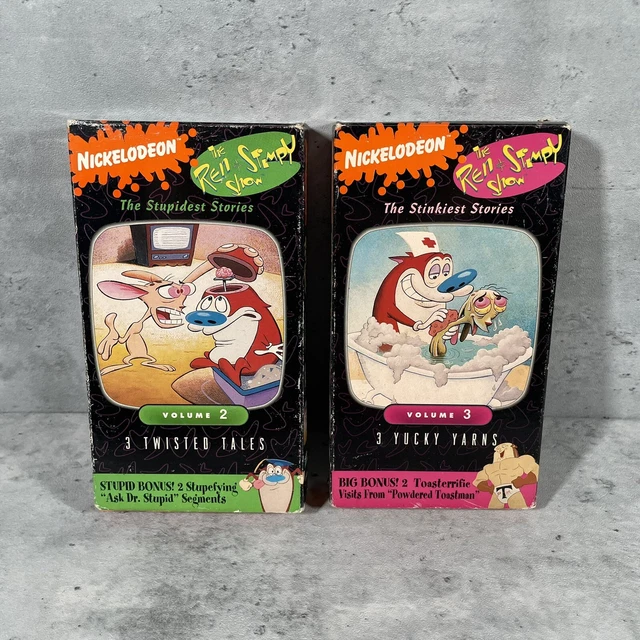 NICKELODEON
THE
REN + STIMPY
SHOW
The Stupidest Stories
VOLUME 2
3 TWISTED TALES
STUPID BONUS! 2 Stupefying
"Ask Dr. Stupid" Segments
NICKELODEON
THE
REN + STIMPY
SHOW
The Stinkiest Stories
VOLUME 3
3 YUCKY YARNS
BIG BONUS! 2 Toasterrific
Visits From "Powdered Toastman"
T